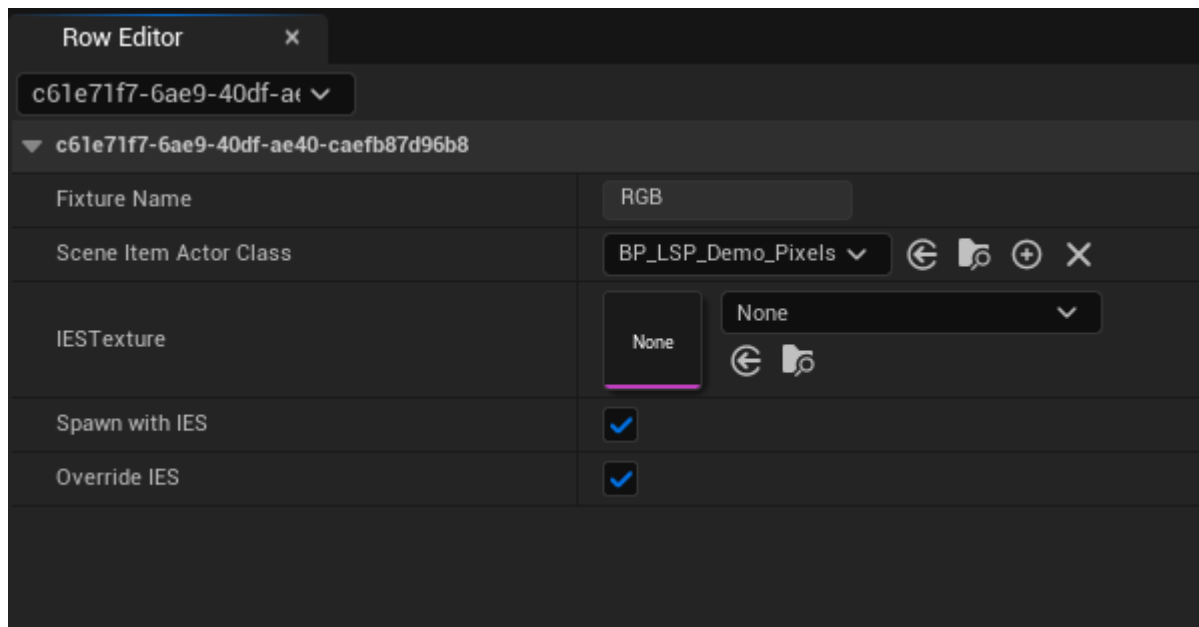 Row Editor
c61e71f7-6ae9-40df-ae
c61e71f7-6ae9-40df-ae40-caefb87d96b8
Fixture Name RGB
Scene Item Actor Class BP_LSP_Demo_Pixels
IESTexture None None
Spawn with IES
Override IES